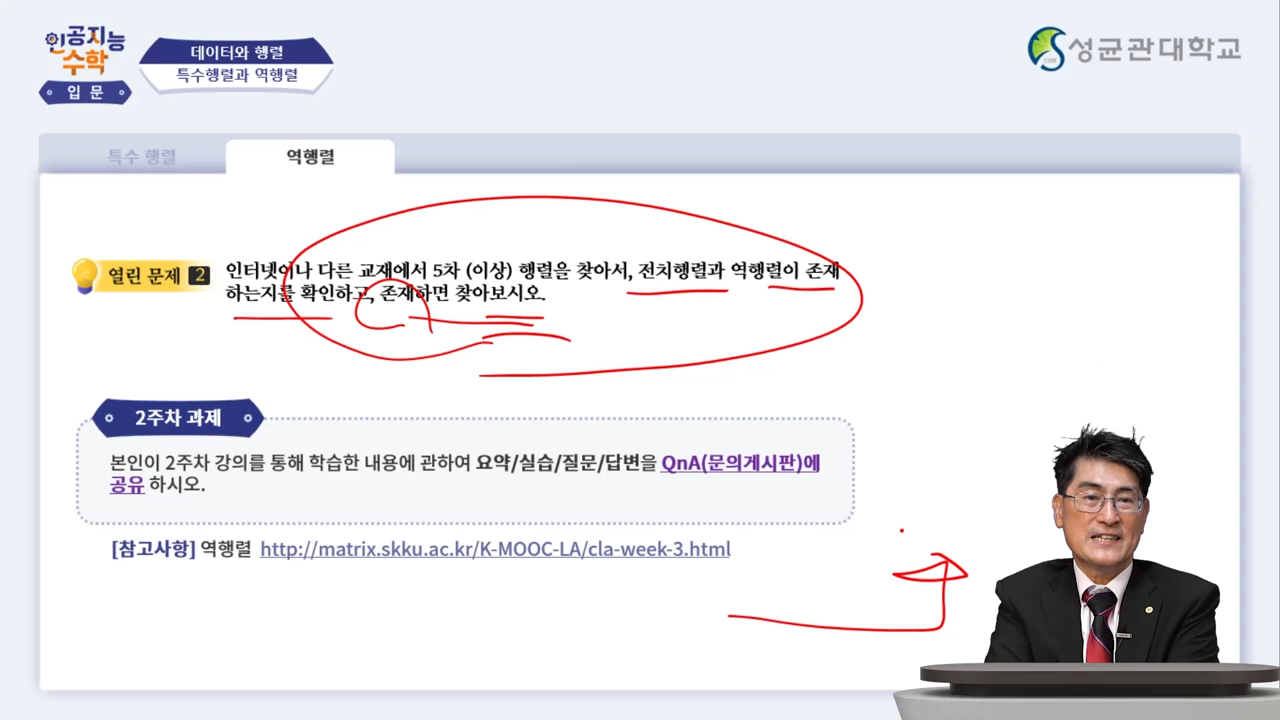 인공지능
수학
입문
데이터와 행렬
특수행렬과 역행렬
성균관대학교
특수 행렬
역행렬
열린 문제 2
인터넷이나 다른 교재에서 5차 (이상) 행렬을 찾아서, 전치행렬과 역행렬이 존재
하는지를 확인하고, 존재하면 찾아보시오.
2주차 과제
본인이 2주차 강의를 통해 학습한 내용에 관하여 요약/실습/질문/답변을 QnA(문의게시판)에
공유 하시오.
[참고사항] 역행렬 http://matrix.skku.ac.kr/K-MOOC-LA/cla-week-3.html